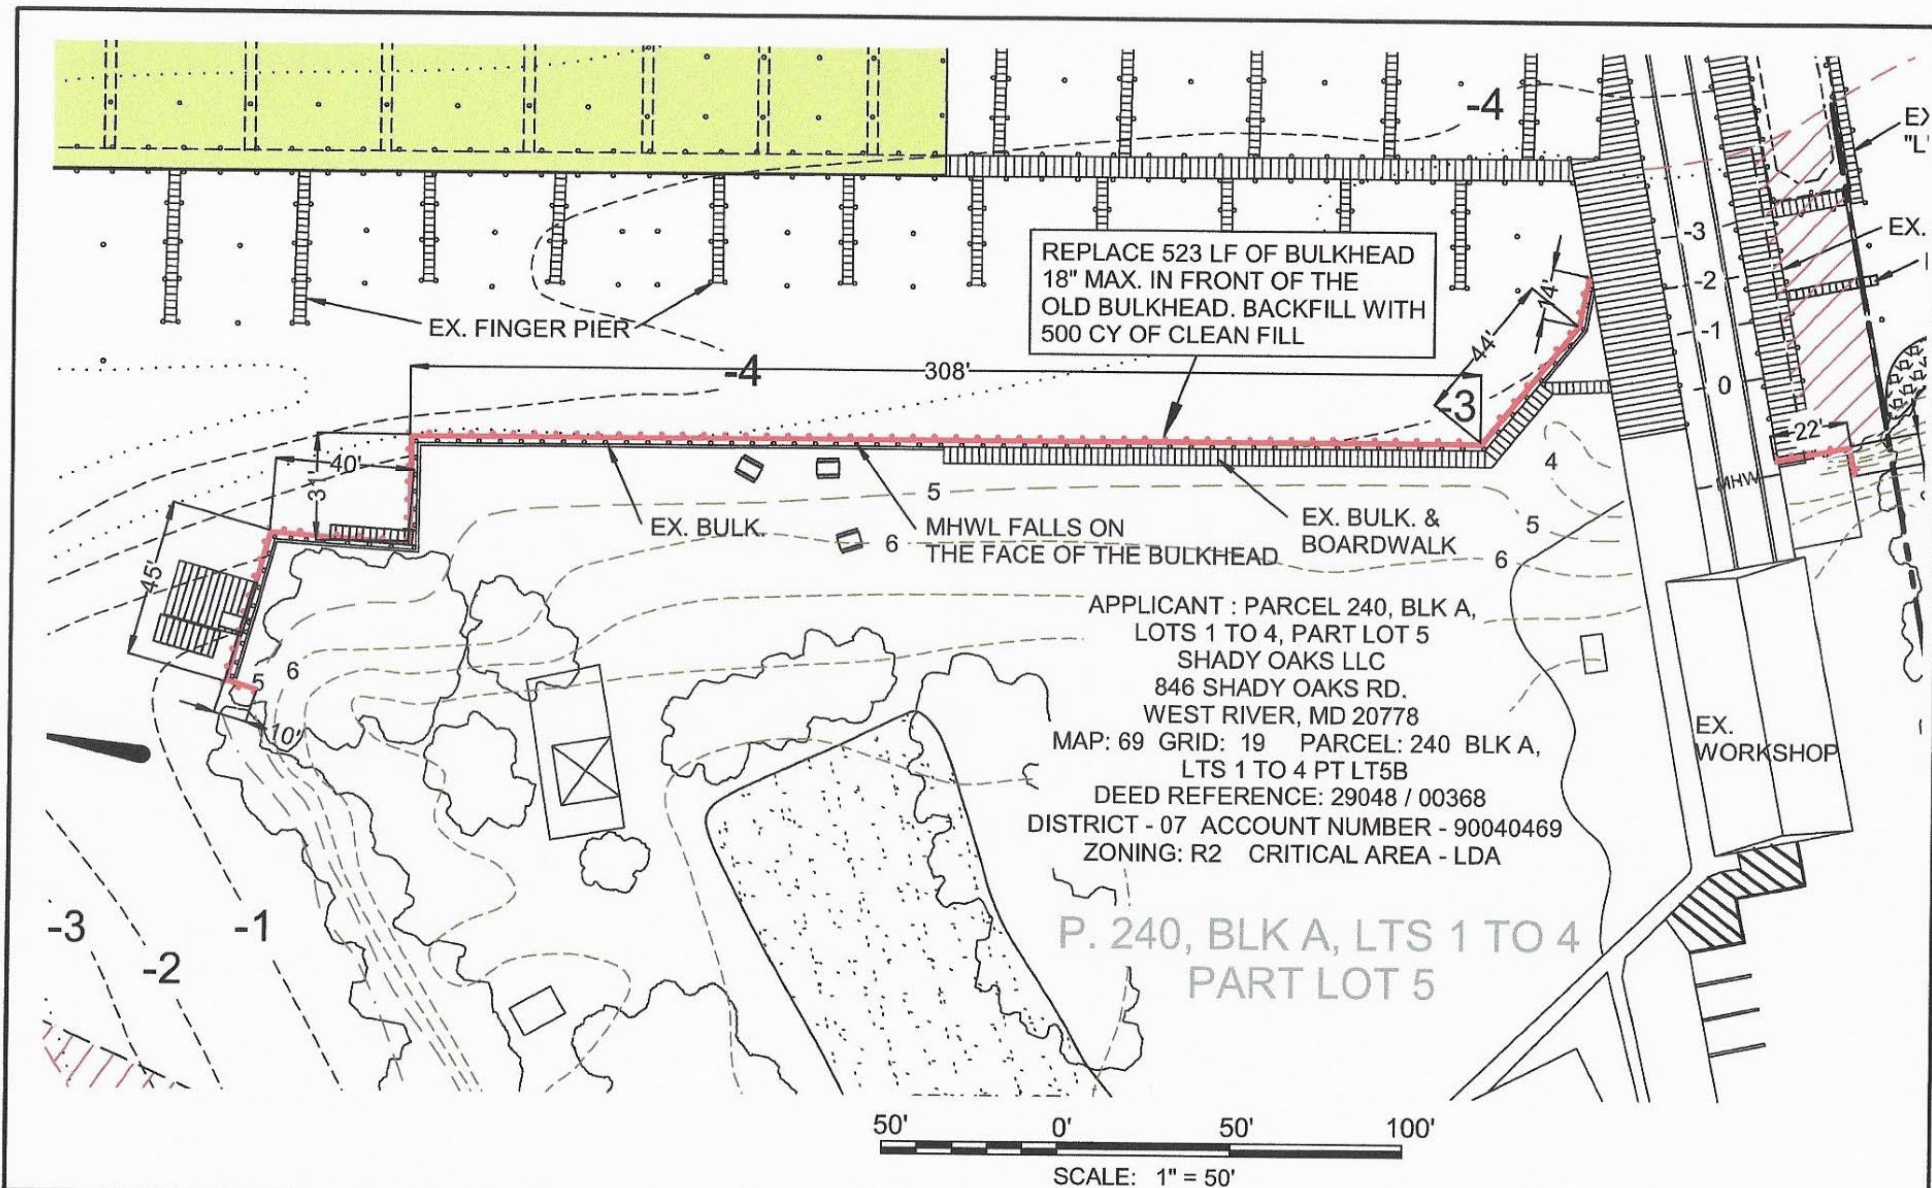 -4
EX
"L"
REPLACE 523 LF OF BULKHEAD
18" MAX. IN FRONT OF THE
OLD BULKHEAD. BACKFILL WITH
500 CY OF CLEAN FILL
-3
EX.
14'
-2
EX. FINGER PIER
-1
44'
-4
308'
0
-3
22'
40'
31'
4
MHW
5
EX. BULK.
MHWL FALLS ON
THE FACE OF THE BULKHEAD
EX. BULK. &
BOARDWALK
5
6
6
45'
APPLICANT : PARCEL 240, BLK A,
LOTS 1 TO 4, PART LOT 5
SHADY OAKS LLC
846 SHADY OAKS RD.
WEST RIVER, MD 20778
MAP: 69 GRID: 19 PARCEL: 240 BLK A,
LTS 1 TO 4 PT LT5B
DEED REFERENCE: 29048 / 00368
DISTRICT - 07 ACCOUNT NUMBER - 90040469
ZONING: R2 CRITICAL AREA - LDA
6
5
10'
EX.
WORKSHOP
-3
-2
-1
P. 240, BLK A, LTS 1 TO 4
PART LOT 5
50' 0' 50' 100'
SCALE: 1" = 50'